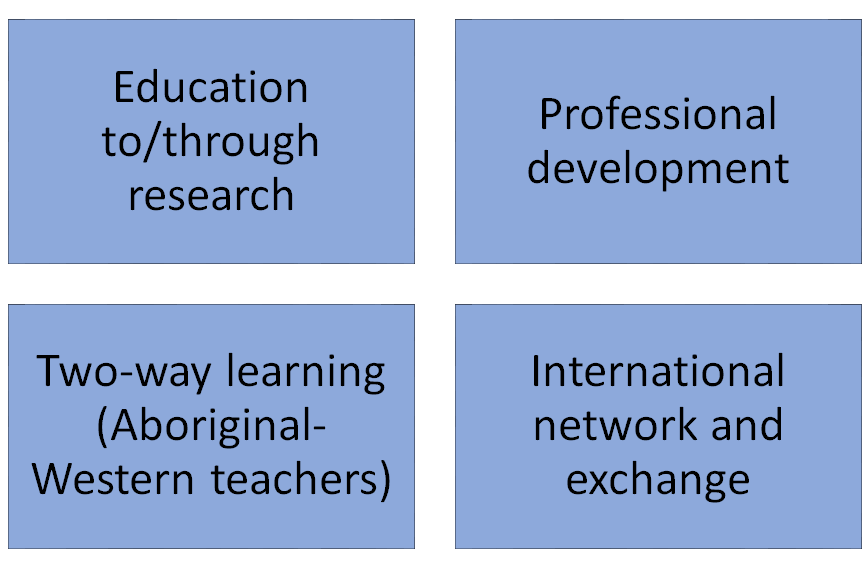 Education
to/through
research
Professional
development
Two-way learning
(Aboriginal-
Western teachers)
International
network and
exchange